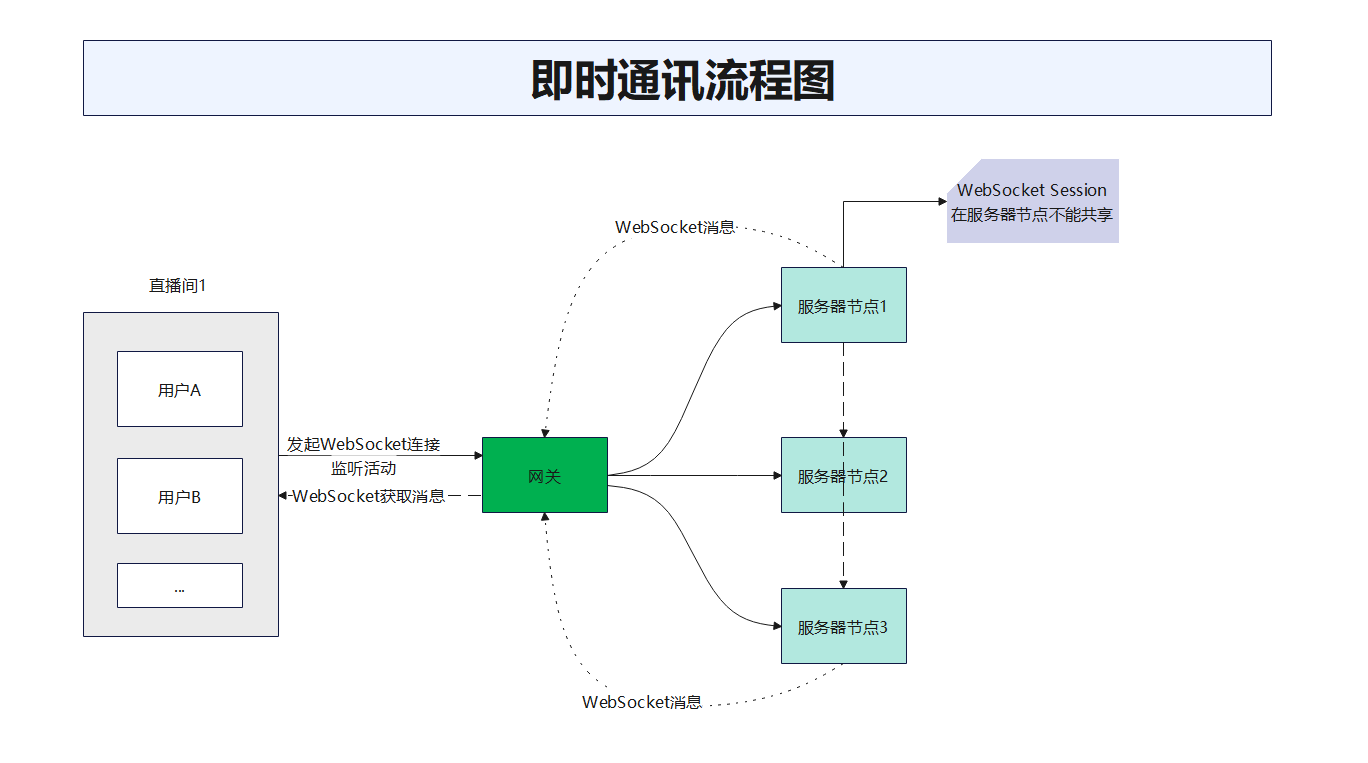 即时通讯流程图
WebSocket Session
在服务器节点不能共享
WebSocket消息
直播间1
服务器节点1
用户A
发起WebSocket连接
监听活动
网关
服务器节点2
用户B
WebSocket获取消息
...
服务器节点3
WebSocket消息